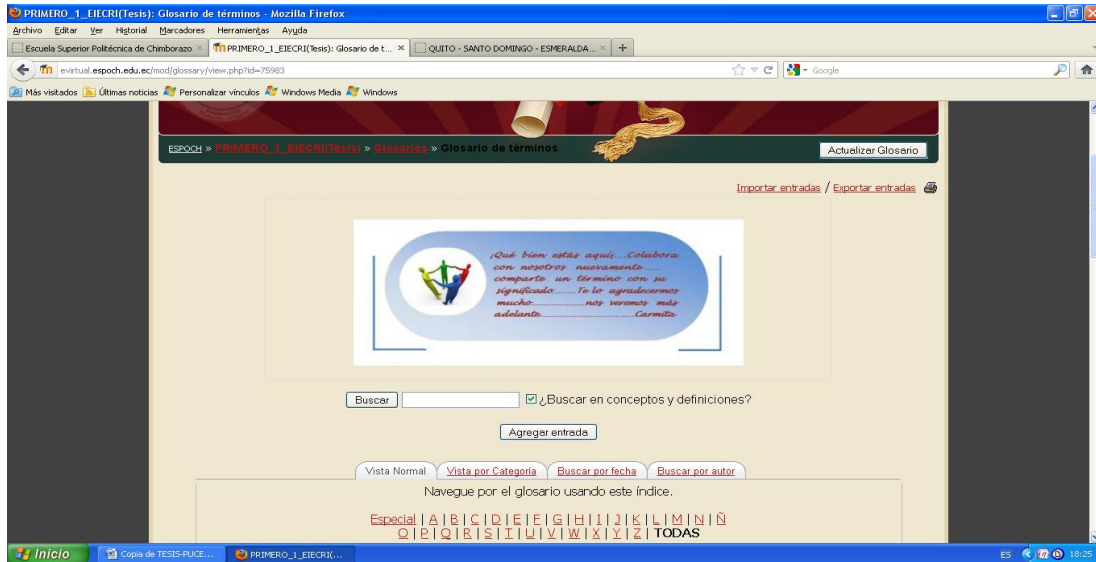 PRIMERO_1_EIECRI(Tesis): Glosario de términos - Mozilla Firefox
Archivo Editar Ver Historial Marcadores Herramientas Ayuda
Escuela Superior Politécnica de Chimborazo
PRIMERO_1_EIECRI(Tesis): Glosario de t...
QUITO - SANTO DOMINGO - ESMERALDA...
evirtual.espoch.edu.ec/mod/glossary/view.php?id=75983
Google
Más visitados Últimas noticias Personalizar vínculos Windows Media Windows
ESPOCH » PRIMERO_1_EIECRI(Tesis) » Glosarios » Glosario de términos
Actualizar Glosario
Importar entradas / Exportar entradas
¡Qué bien estás aquís....Colabora
con nosotros nuevamente......
comparte un término con su
significado........Te lo agradecermos
mucho....................nos veremos más
adelante..................................Carmita
Buscar ¿Buscar en conceptos y definiciones?
Agregar entrada
Vista Normal Vista por Categoría Buscar por fecha Buscar por autor
Navegue por el glosario usando este índice.
Especial | A | B | C | D | E | F | G | H | I | J | K | L | M | N | Ñ
O | P | Q | R | S | T | U | V | W | X | Y | Z | TODAS
Inicio Copia de TESIS-PUCE... PRIMERO_1_EIECRI(... ES 18:25